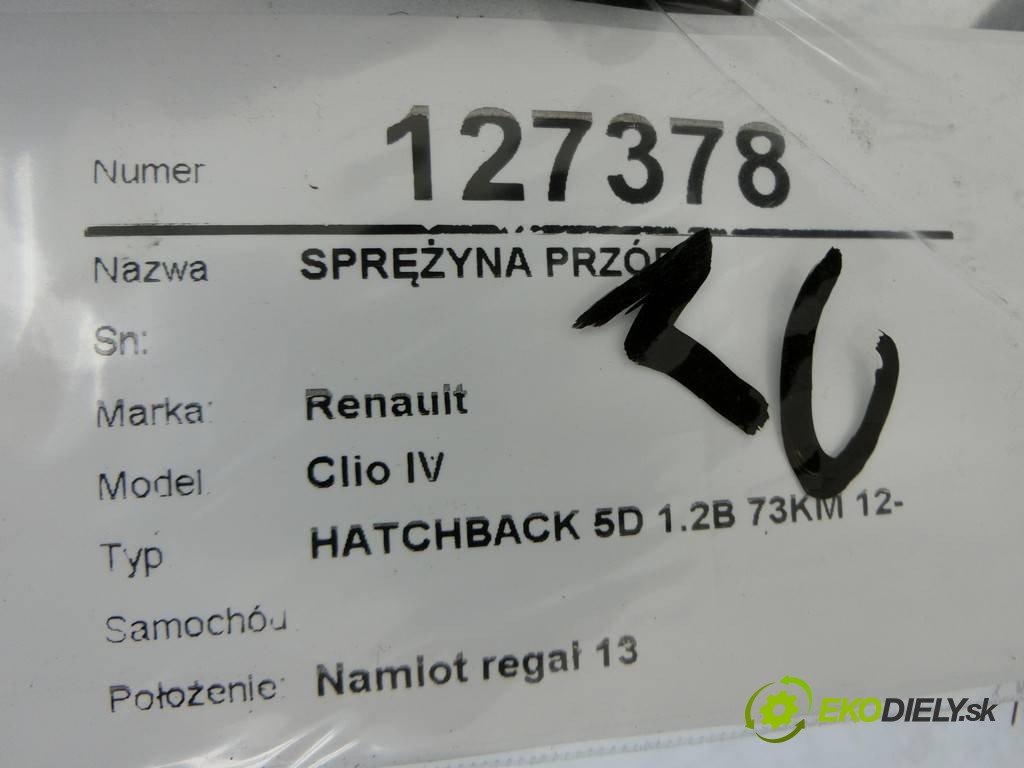 Numer 127378
Nazwa SPRĘŻYNA
Sn:
Marka: Renault
Model Clio IV
Typ HATCHBACK 5D 1.2B 73KM 12-
Samochód
Położenie: Namiot regał 13
EKODIELY.sk